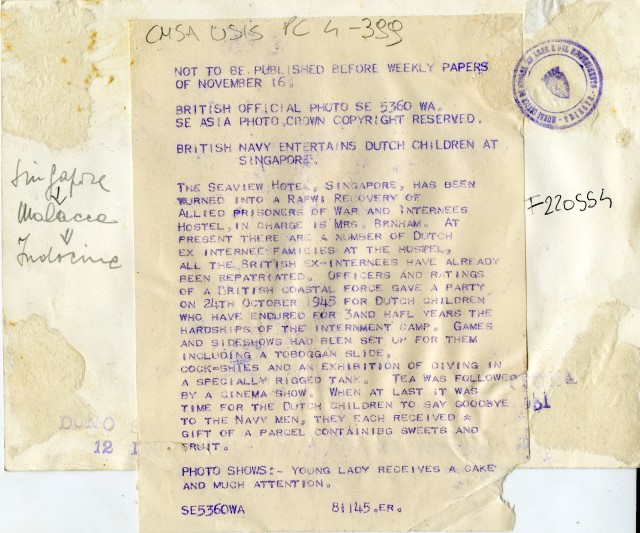 CMSA USIS PC 4-399
NOT TO BE PUBLISHED BEFORE WEEKLY PAPERS
OF NOVEMBER 16.
BRITISH OFFICIAL PHOTO SE 5360 WA.
SE ASIA PHOTO CROWN COPYRIGHT RESERVED.
BRITISH NAVY ENTERTAINS DUTCH CHILDREN AT
SINGAPORE.
THE SEAVIEW HOTEL, SINGAPORE, HAS BEEN
TURNED INTO A RAPWI RECOVERY OF
ALLIED PRISONERS OF WAR AND INTERNEES
HOSTEL, IN CHARGE IS MRS. BENHAM. AT
PRESENT THERE ARE A NUMBER OF DUTCH
EX INTERNEE FAMILIES AT THE HOSTEL,
ALL THE BRITISH EX-INTERNEES HAVE ALREADY
BEEN REPATRIATED. OFFICERS AND RATINGS
OF A BRITISH COASTAL FORCE GAVE A PARTY
ON 24TH OCTOBER 1945 FOR DUTCH CHILDREN
WHO HAVE ENDURED FOR 3AND HAFL YEARS THE
HARDSHIPS OF THE INTERNMENT CAMP. GAMES
AND SIDESHOWS HAD BEEN SET UP FOR THEM
INCLUDING A TOBOGGAN SLIDE,
COCK-SHIES AND AN EXHIBITION OF DIVING IN
A SPECIALLY RIGGED TANK. TEA WAS FOLLOWED
BY A CINEMA SHOW. WHEN AT LAST IT WAS
TIME FOR THE DUTCH CHILDREN TO SAY GOODBYE
TO THE NAVY MEN, THEY EACH RECEIVED A
GIFT OF A PARCEL CONTAINIBG SWEETS AND
FRUIT.
PHOTO SHOWS:- YOUNG LADY RECEIVES A CAKE
AND MUCH ATTENTION.
SE5360WA 81145.ER.
Singapore
↓
Malacca
⇓
Indocina
F220554
12